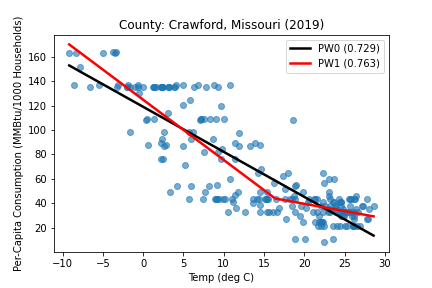 County: Crawford, Missouri (2019)
Per-Capita Consumption (MMBtu/1000 Households)
160
140
120
100
80
60
40
20
PW0 (0.729)
PW1 (0.763)
−10 −5 0 5 10 15 20 25 30
Temp (deg C)